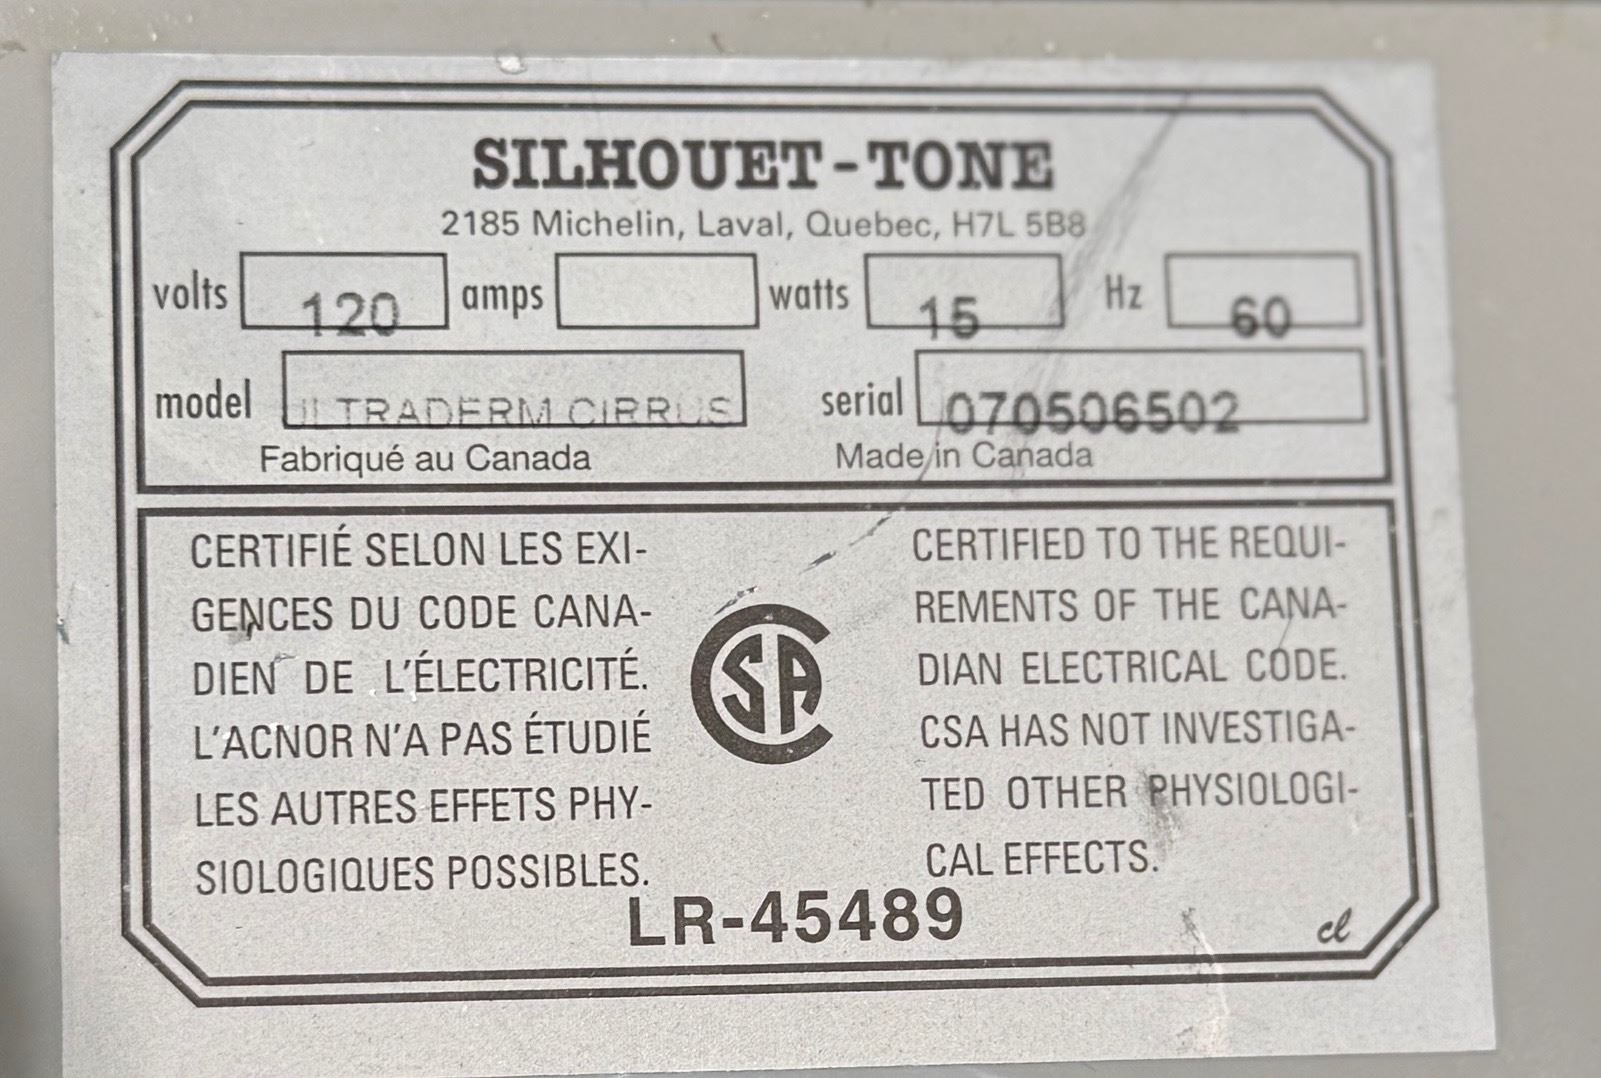 SILHOUET-TONE
2185 Michelin, Laval, Quebec, H7L 5B8
volts 120 amps watts 15 Hz 60
model ULTRADERM CIRRUS serial 070506502
Fabriqué au Canada Made in Canada
CERTIFIÉ SELON LES EXI-
GENCES DU CODE CANA-
DIEN DE L'ÉLECTRICITÉ.
L'ACNOR N'A PAS ÉTUDIÉ
LES AUTRES EFFETS PHY-
SIOLOGIQUES POSSIBLES.
CSA
CERTIFIED TO THE REQUI-
REMENTS OF THE CANA-
DIAN ELECTRICAL CODE.
CSA HAS NOT INVESTIGA-
TED OTHER PHYSIOLOGI-
CAL EFFECTS.
LR-45489
cl